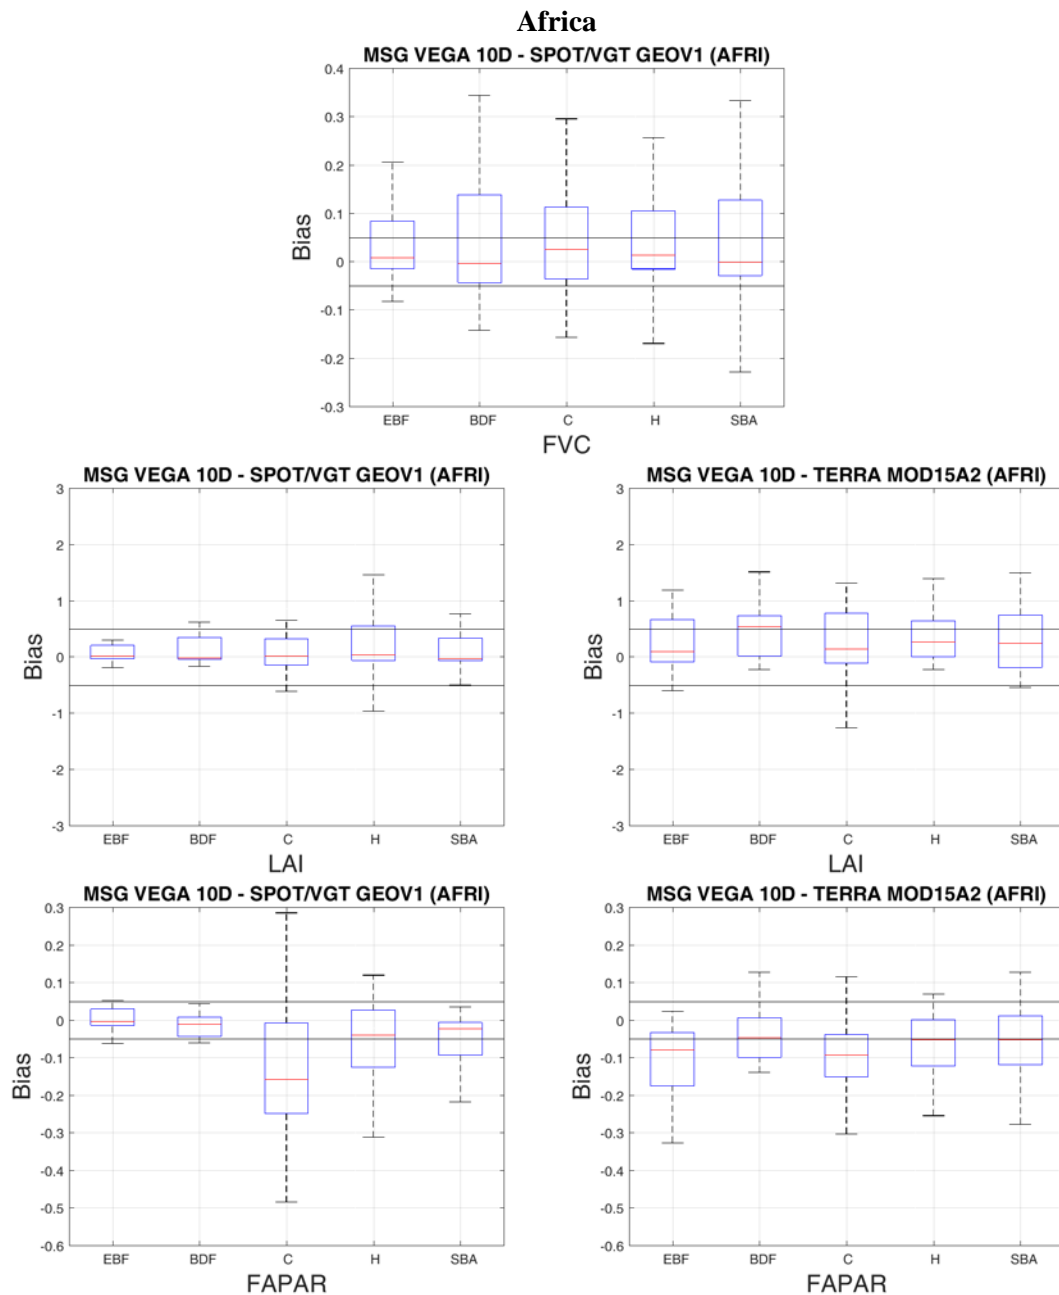 Africa
MSG VEGA 10D - SPOT/VGT GEOV1 (AFRI)
0.4
0.3
0.2
0.1
0
-0.1
-0.2
-0.3
Bias
EBF BDF C H SBA
FVC
MSG VEGA 10D - SPOT/VGT GEOV1 (AFRI)
3
2
1
0
-1
-2
-3
Bias
EBF BDF C H SBA
LAI
MSG VEGA 10D - TERRA MOD15A2 (AFRI)
3
2
1
0
-1
-2
-3
Bias
EBF BDF C H SBA
LAI
MSG VEGA 10D - SPOT/VGT GEOV1 (AFRI)
0.3
0.2
0.1
0
-0.1
-0.2
-0.3
-0.4
-0.5
-0.6
Bias
EBF BDF C H SBA
FAPAR
MSG VEGA 10D - TERRA MOD15A2 (AFRI)
0.3
0.2
0.1
0
-0.1
-0.2
-0.3
-0.4
-0.5
-0.6
Bias
EBF BDF C H SBA
FAPAR